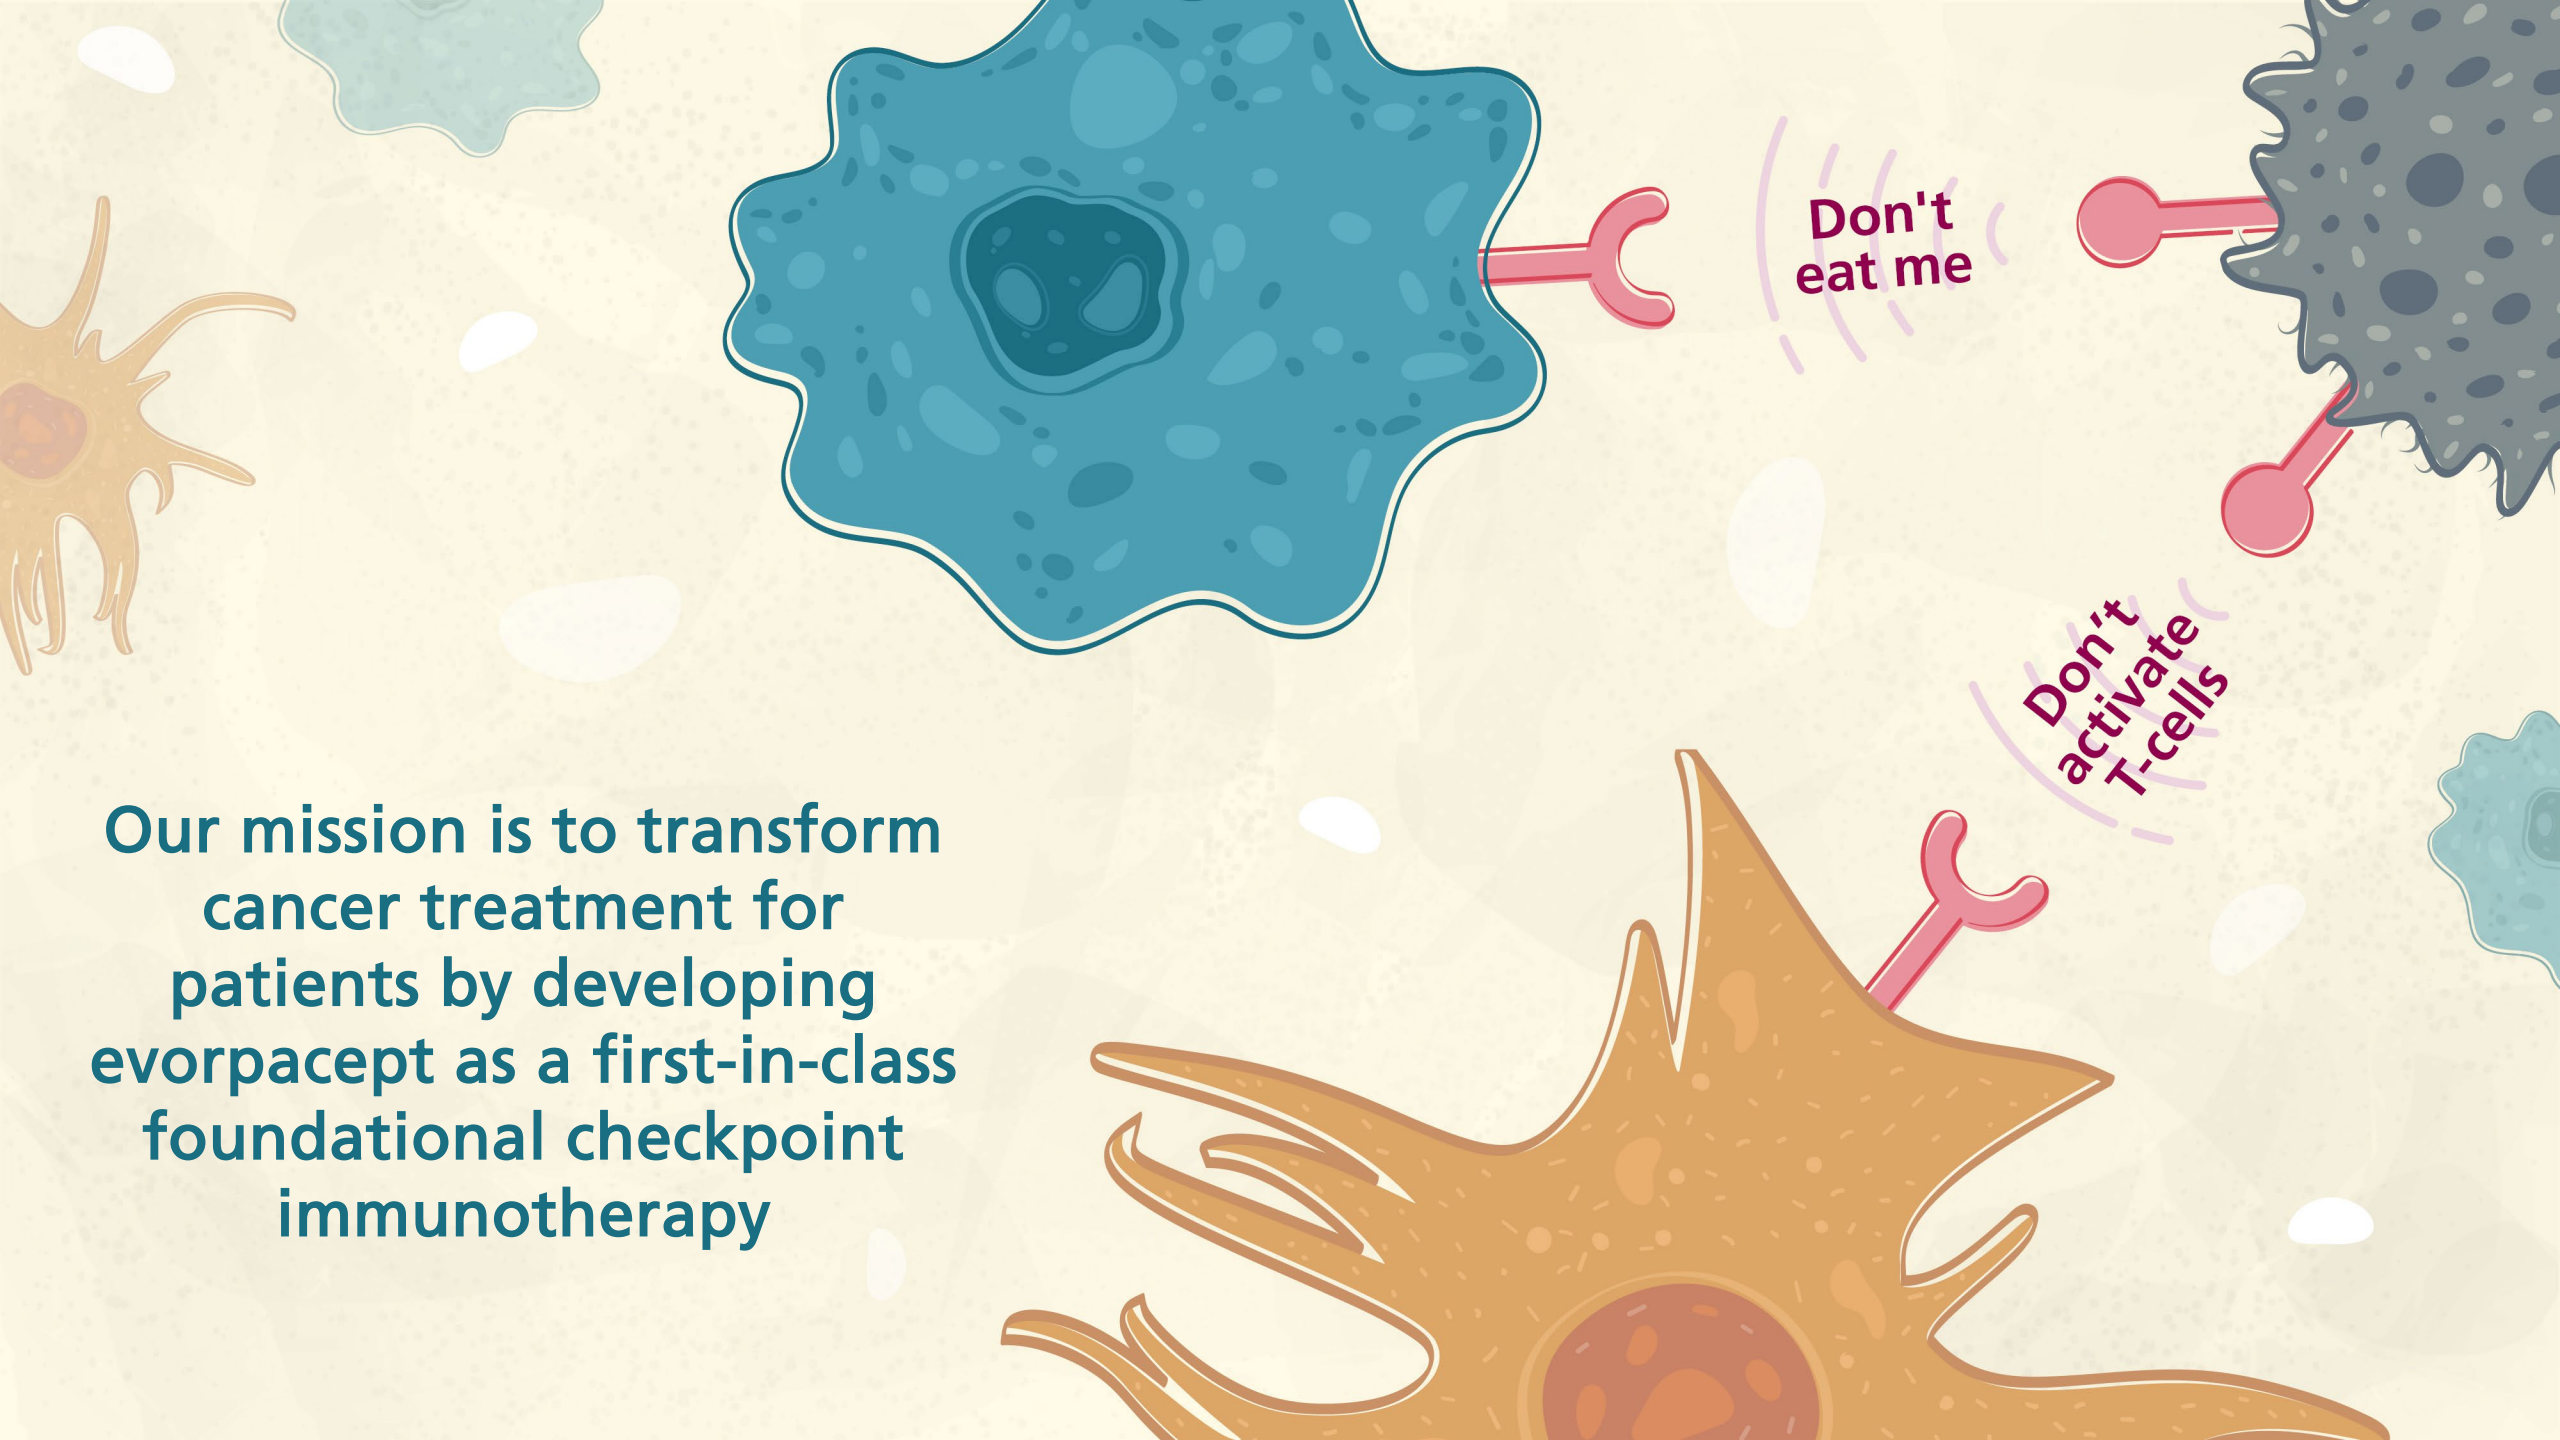 Don't
eat me
Don’t
activate
T-cells
Our mission is to transform
cancer treatment for
patients by developing
evorpacept as a first-in-class
foundational checkpoint
immunotherapy